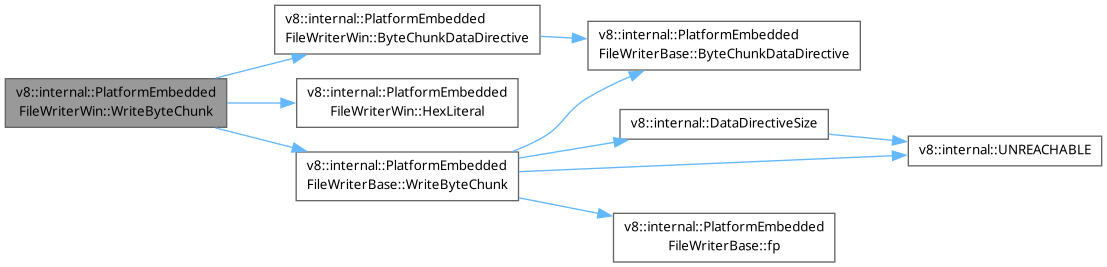 v8::internal::PlatformEmbedded
FileWriterWin::WriteByteChunk
v8::internal::PlatformEmbedded
FileWriterWin::ByteChunkDataDirective
v8::internal::PlatformEmbedded
FileWriterWin::HexLiteral
v8::internal::PlatformEmbedded
FileWriterBase::WriteByteChunk
v8::internal::PlatformEmbedded
FileWriterBase::ByteChunkDataDirective
v8::internal::DataDirectiveSize
v8::internal::PlatformEmbedded
FileWriterBase::fp
v8::internal::UNREACHABLE